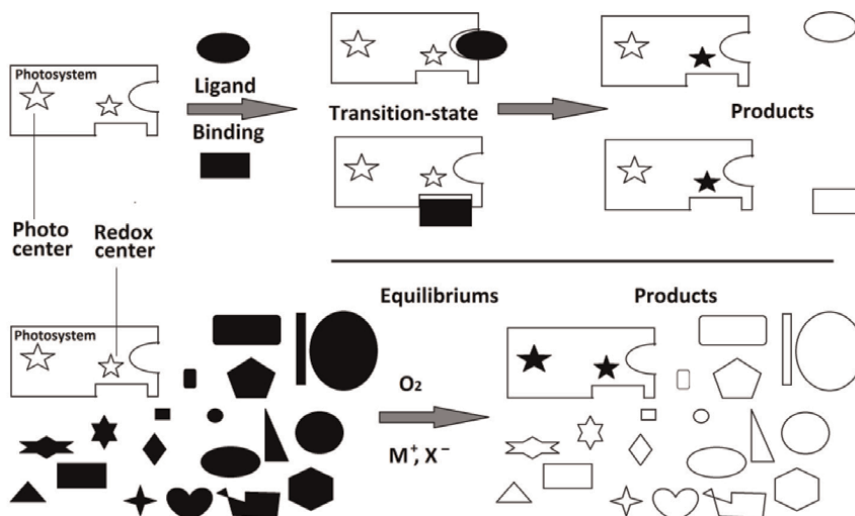 Photosystem
Ligand
Binding
Transition-state
Products
Photo
center
Redox
center
Equilibriums
Products
Photosystem
O₂
M⁺, X⁻